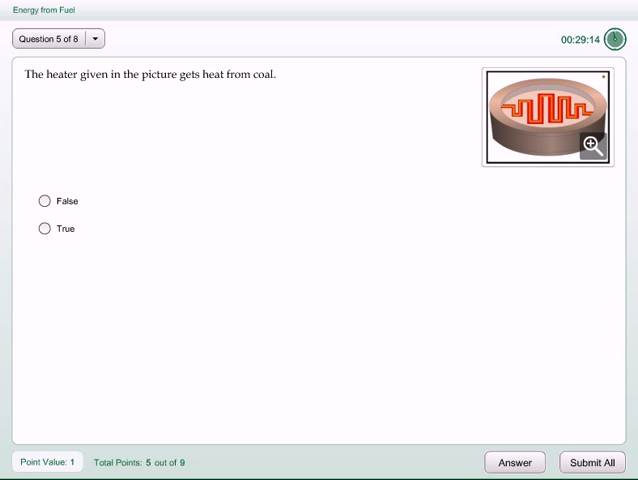 Energy from Fuel
Question 5 of 8
00:29:14
The heater given in the picture gets heat from coal.
False
True
Point Value: 1
Total Points: 5 out of 9
Answer
Submit All